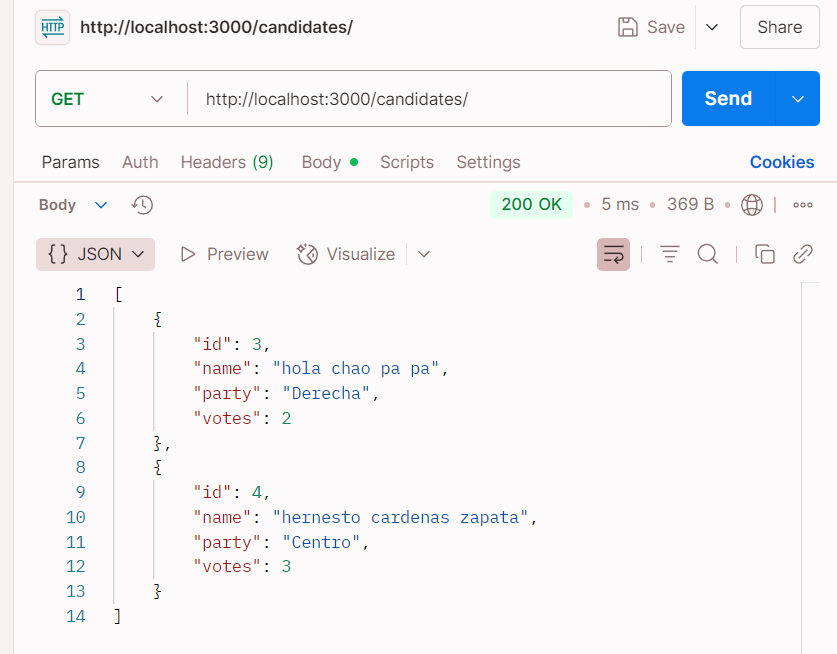 HTTP http://localhost:3000/candidates/ Save Share
GET http://localhost:3000/candidates/ Send
Params Auth Headers (9) Body Scripts Settings Cookies
Body 200 OK 5 ms 369 B
{} JSON Preview Visualize
1 [
2 {
3 "id": 3,
4 "name": "hola chao pa pa",
5 "party": "Derecha",
6 "votes": 2
7 },
8 {
9 "id": 4,
10 "name": "hernesto cardenas zapata",
11 "party": "Centro",
12 "votes": 3
13 }
14 ]